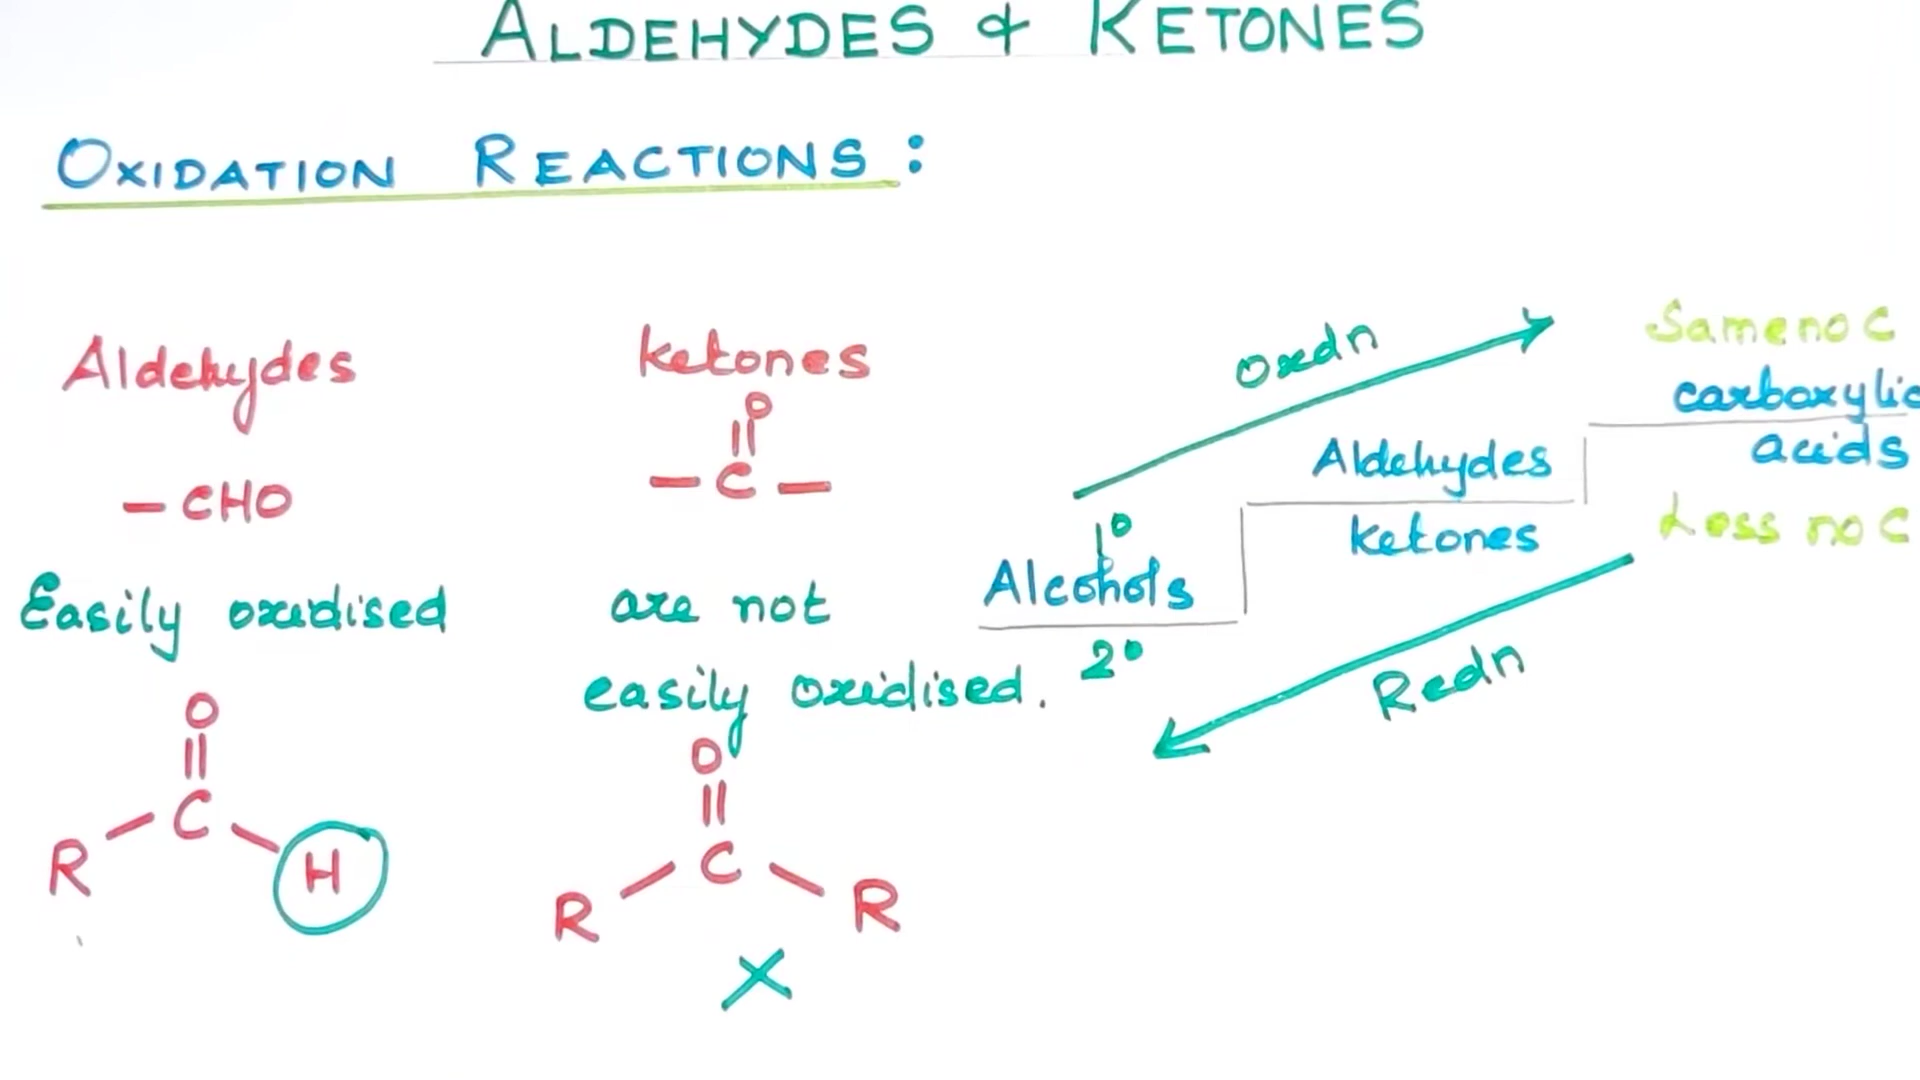 ALDEHYDES & KETONES
OXIDATION REACTIONS :
Aldehydes
– CHO
Easily oxidised
O
||
R – C – H
ketones
O
||
– C –
are not
easily oxidised.
O
||
R – C – R
X
Oxdn
1°
Alcohols
2°
Aldehydes
ketones
Same no C
carboxylic
acids
Less no C
Redn